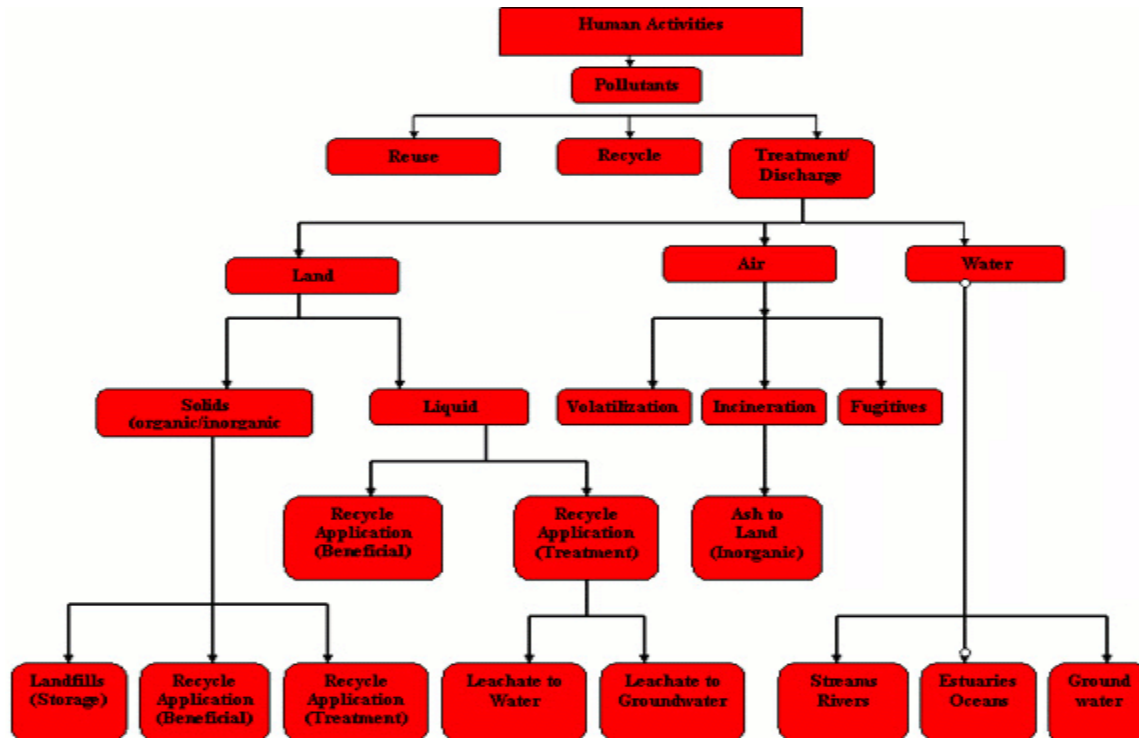 Human Activities
Pollutants
Reuse
Recycle
Treatment/
Discharge
Land
Air
Water
Solids
(organic/inorganic
Liquid
Volatilization
Incineration
Fugitives
Recycle
Application
(Beneficial)
Recycle
Application
(Treatment)
Ash to
Land
(Inorganic)
Landfills
(Storage)
Recycle
Application
(Beneficial)
Recycle
Application
(Treatment)
Leachate to
Water
Leachate to
Groundwater
Streams
Rivers
Estuaries
Oceans
Ground
water